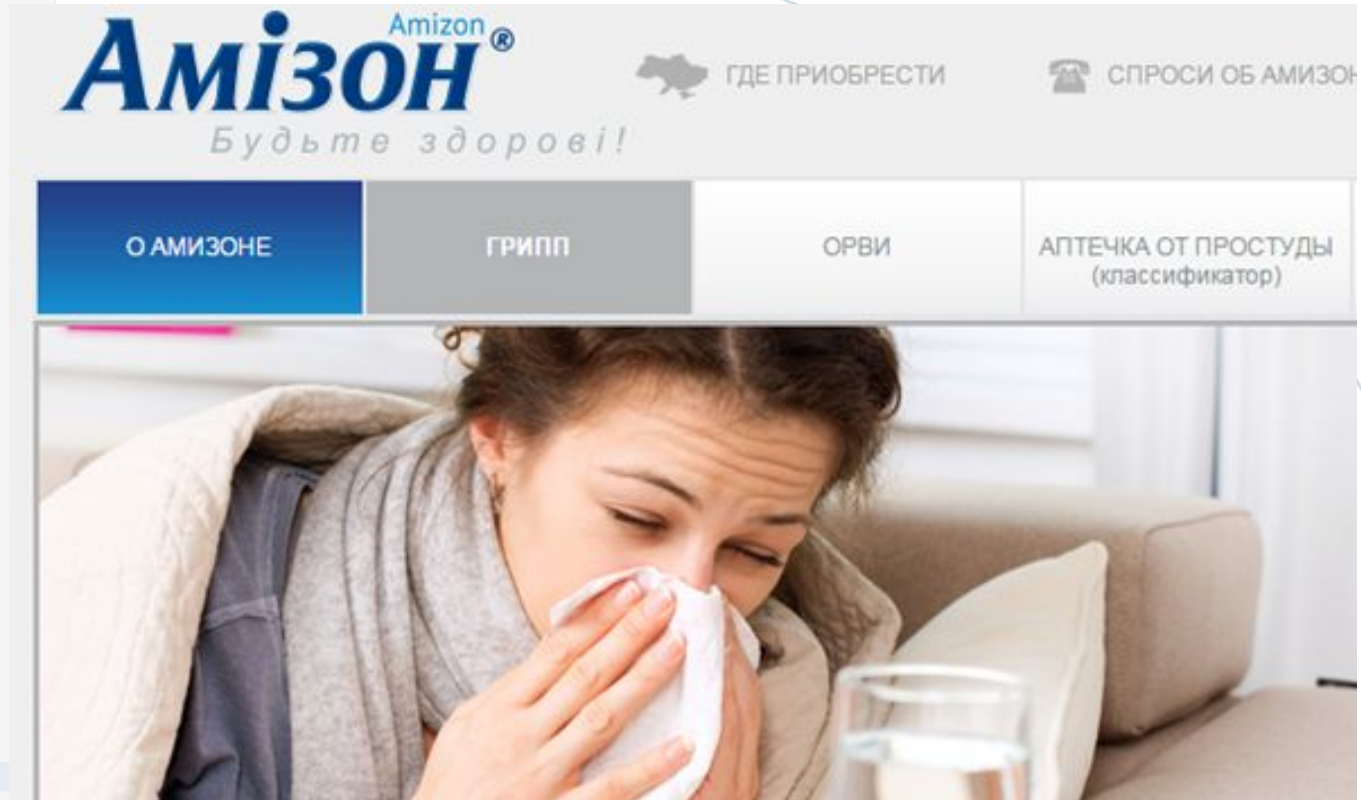 Amizon®
Амізон
Будьте здорові!
ГДЕ ПРИОБРЕСТИ
СПРОСИ ОБ АМИЗОН
О АМИЗОНЕ
ГРИПП
ОРВИ
АПТЕЧКА ОТ ПРОСТУДЫ
(классификатор)